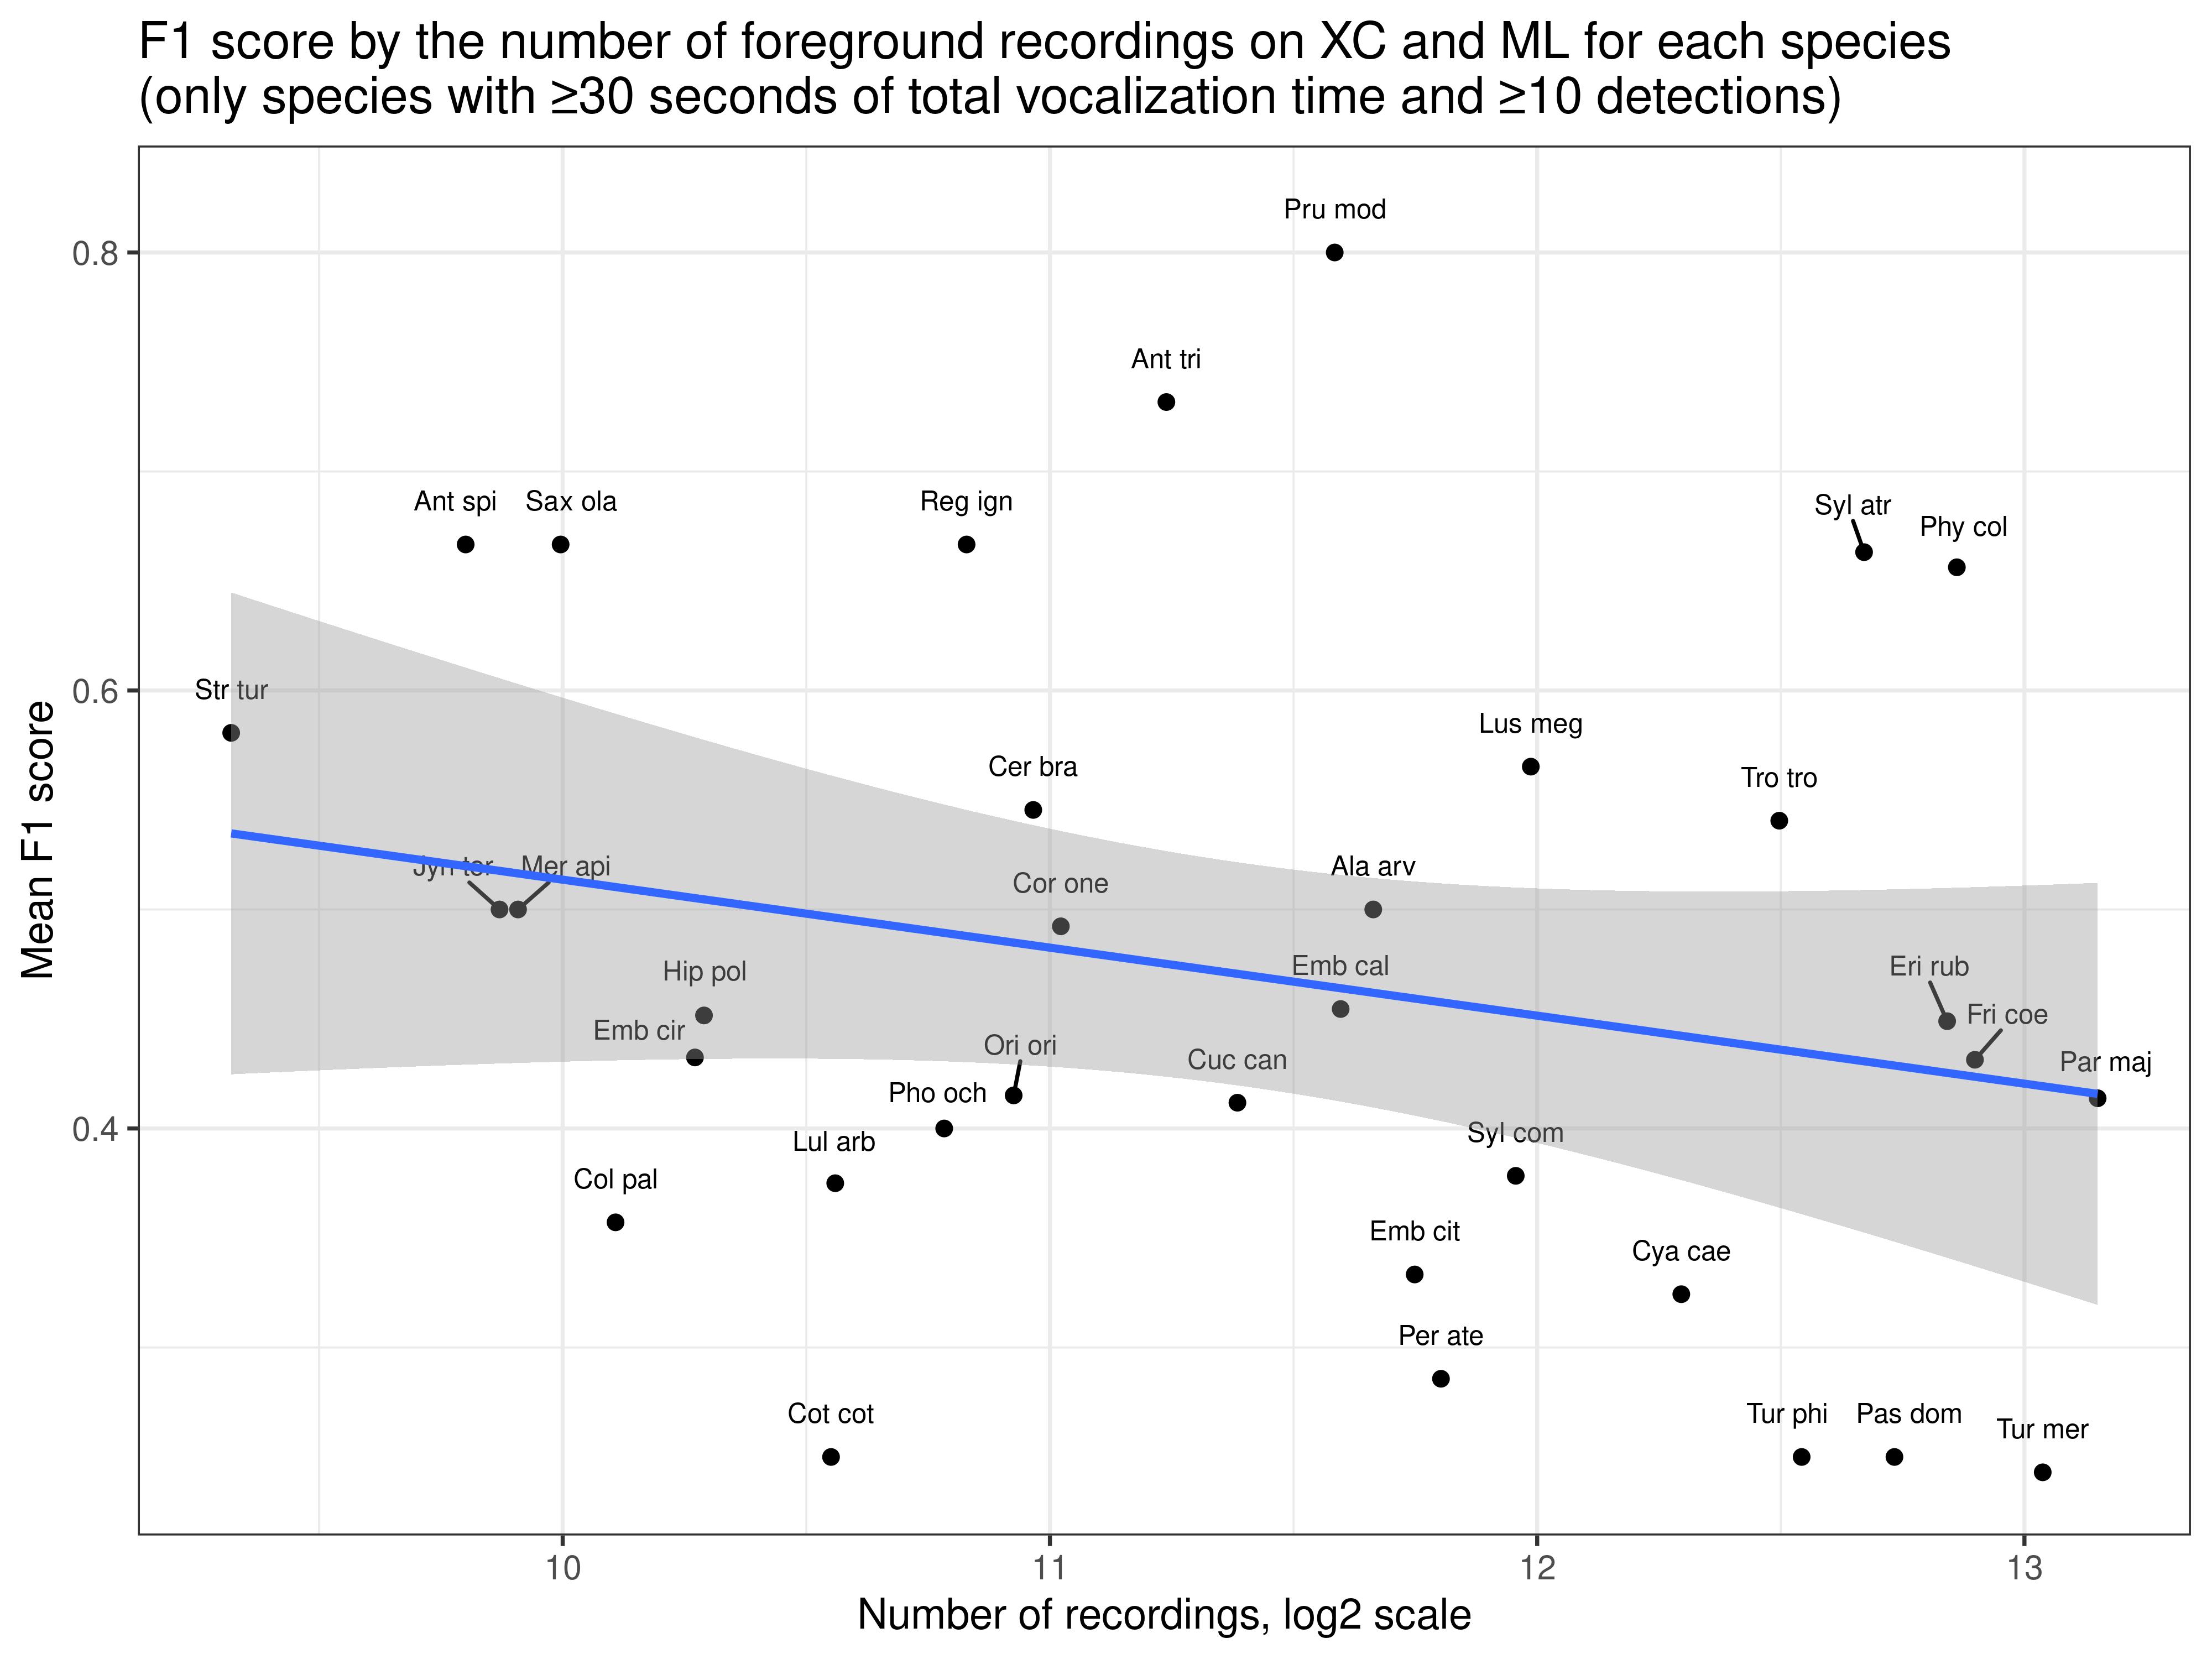 F1 score by the number of foreground recordings on XC and ML for each species
(only species with ≥30 seconds of total vocalization time and ≥10 detections)
Pru mod
0.8
Ant tri
Ant spi
Sax ola
Reg ign
Syl atr
Phy col
0.6
Str tur
Lus meg
Cer bra
Tro tro
Jyn tor
Mer api
Ala arv
Cor one
Hip pol
Emb cal
Eri rub
Fri coe
Emb cir
Ori ori
Cuc can
Par maj
Pho och
0.4
Lul arb
Syl com
Col pal
Emb cit
Cya cae
Per ate
Cot cot
Tur phi
Pas dom
Tur mer
Mean F1 score
10
11
12
13
Number of recordings, log2 scale